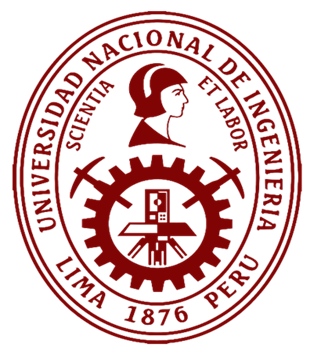 UNIVERSIDAD NACIONAL DE INGENIERIA
SCIENTIA ET LABOR
LIMA 1876 PERU